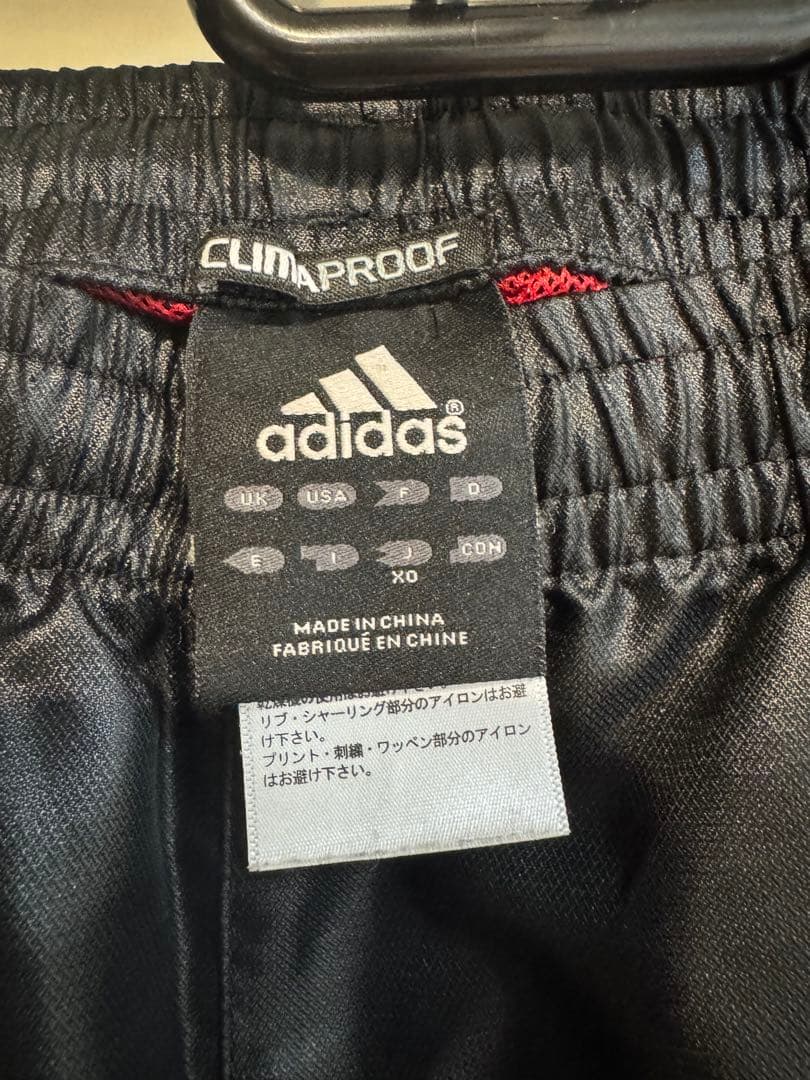 CLIMAPROOF
adidas®
UK USA F D
E I J CDN
XO
MADE IN CHINA
FABRIQUÉ EN CHINE
リブ・シャーリング部分のアイロンはお避
け下さい。
プリント・刺繍・ワッペン部分のアイロン
はお避け下さい。